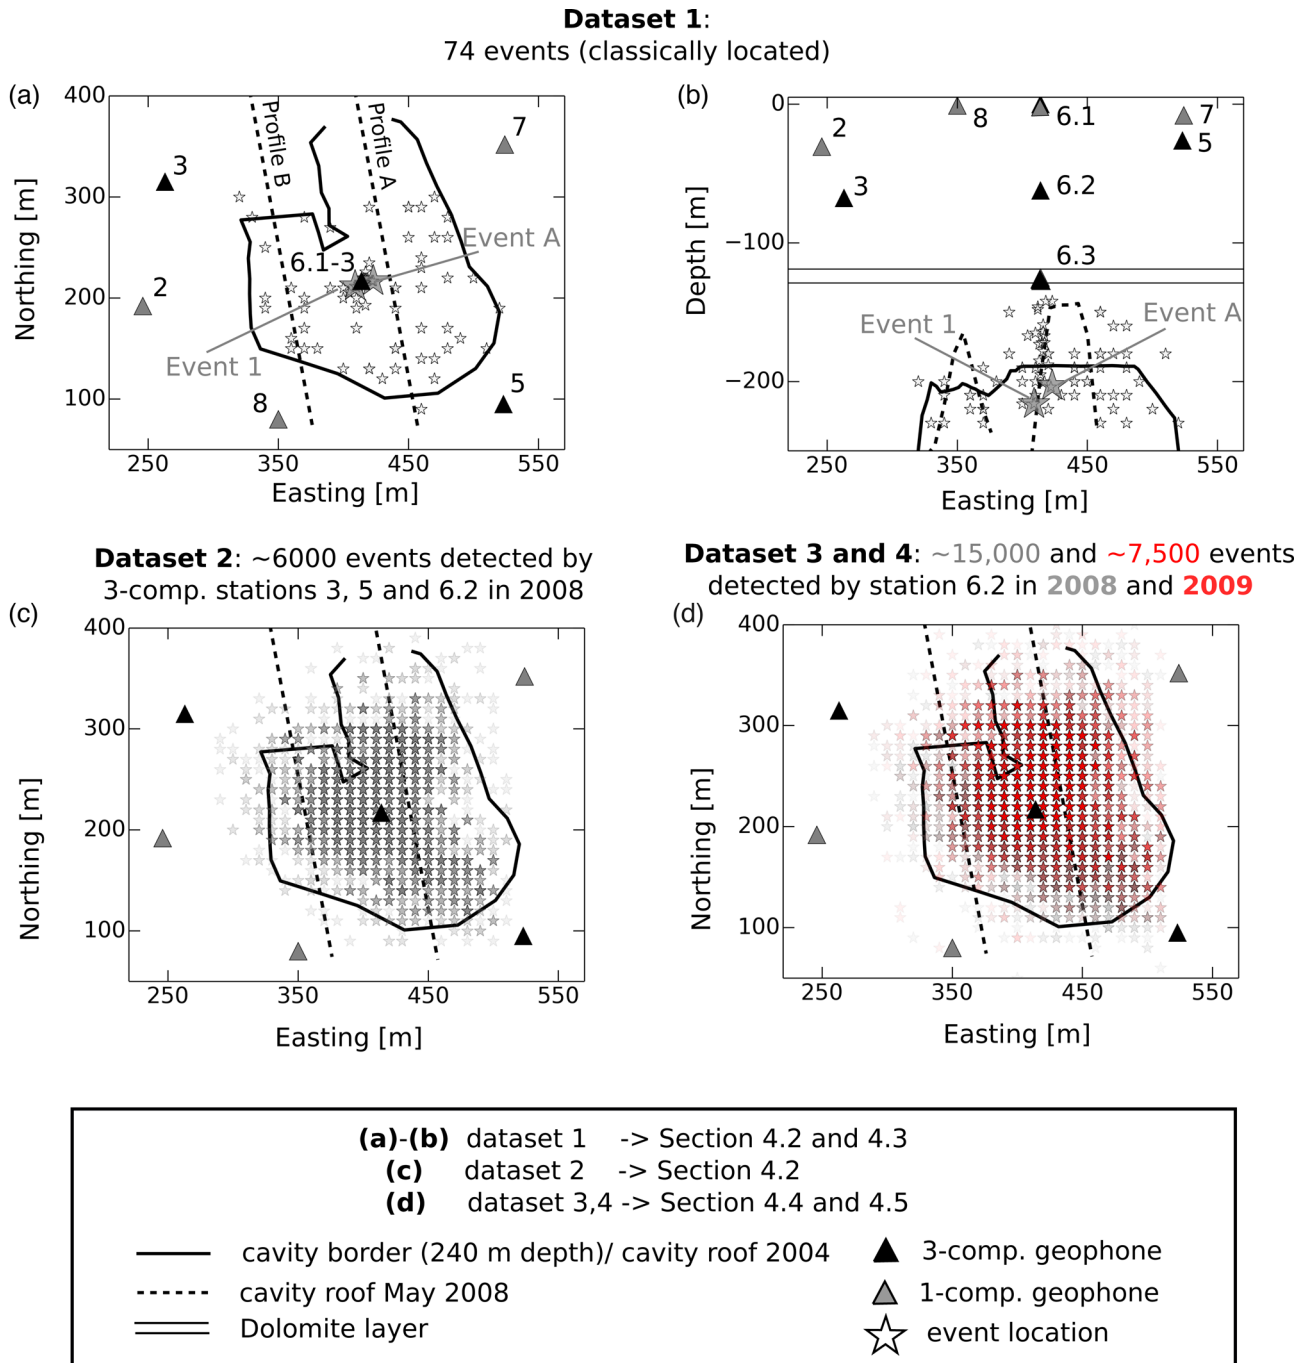 Dataset 1:
74 events (classically located)
(a)
400
300
200
100
250
350
450
550
Northing [m]
Easting [m]
Profile B
Profile A
7
3
Event A
6.1-3
2
Event 1
8
5
(b)
0
−100
−200
250
350
450
550
Depth [m]
Easting [m]
2
8
6.1
7
5
3
6.2
6.3
Event 1
Event A
Dataset 2: ~6000 events detected by
3-comp. stations 3, 5 and 6.2 in 2008
(c)
400
300
200
100
250
350
450
550
Northing [m]
Easting [m]
Dataset 3 and 4: ~15,000 and ~7,500 events
detected by station 6.2 in 2008 and 2009
(d)
400
300
200
100
250
350
450
550
Northing [m]
Easting [m]
(a)-(b) dataset 1 -> Section 4.2 and 4.3
(c) dataset 2 -> Section 4.2
(d) dataset 3,4 -> Section 4.4 and 4.5
cavity border (240 m depth)/ cavity roof 2004
cavity roof May 2008
Dolomite layer
3-comp. geophone
1-comp. geophone
event location